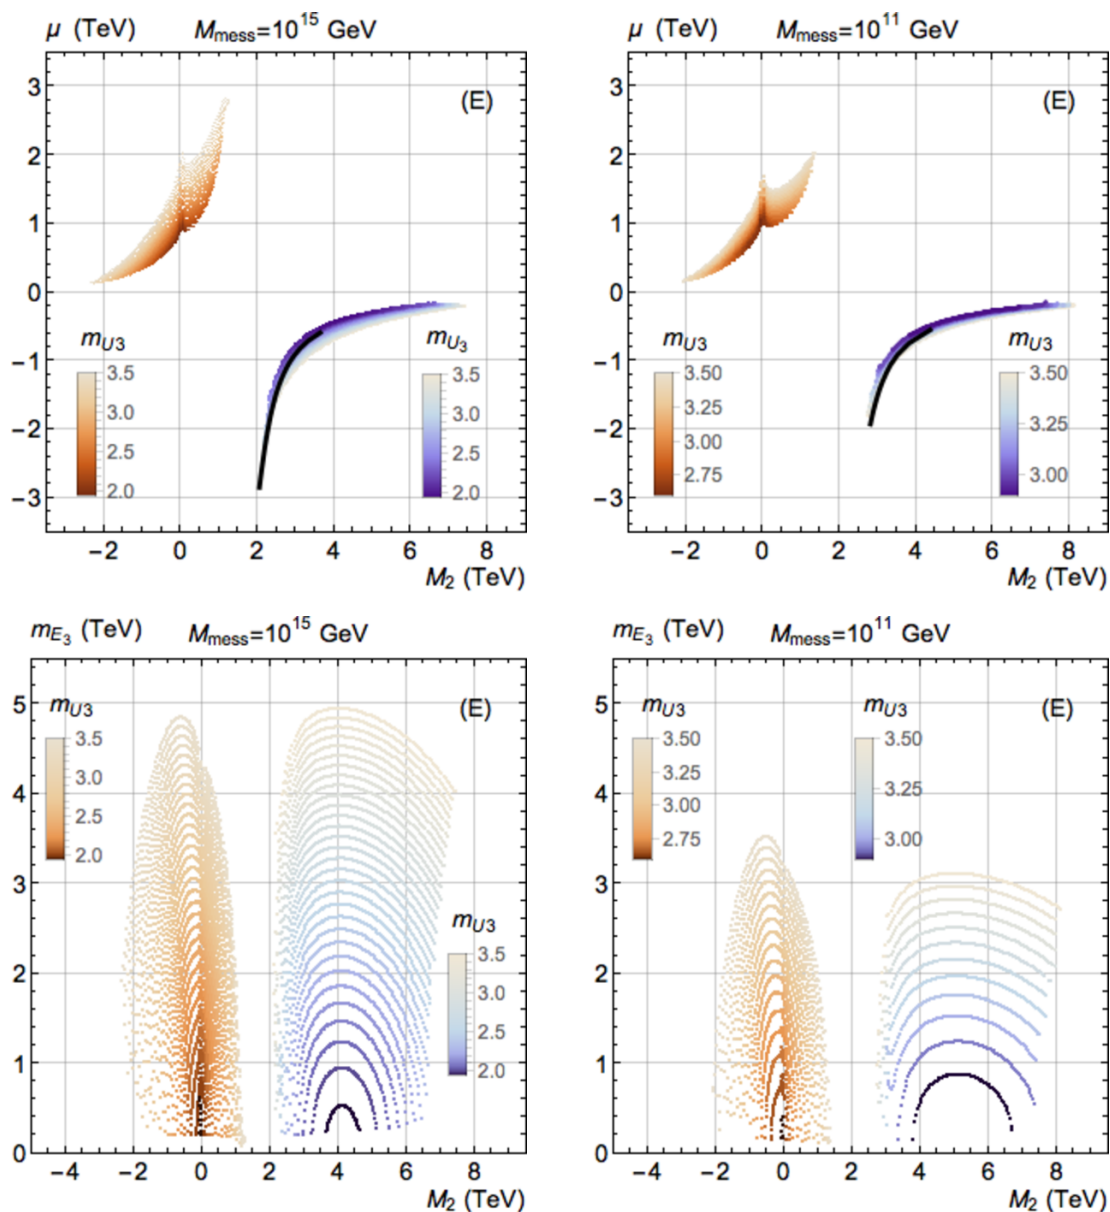 μ (TeV) M_mess=10^15 GeV
(E)
3
2
1
0
−1
−2
−3
m_U3
3.5
3.0
2.5
2.0
m_U3
3.5
3.0
2.5
2.0
−2 0 2 4 6 8
M_2 (TeV)
μ (TeV) M_mess=10^11 GeV
(E)
3
2
1
0
−1
−2
−3
m_U3
3.50
3.25
3.00
2.75
m_U3
3.50
3.25
3.00
−2 0 2 4 6 8
M_2 (TeV)
m_E3 (TeV) M_mess=10^15 GeV
(E)
5
4
3
2
1
0
m_U3
3.5
3.0
2.5
2.0
m_U3
3.5
3.0
2.5
2.0
−4 −2 0 2 4 6 8
M_2 (TeV)
m_E3 (TeV) M_mess=10^11 GeV
(E)
5
4
3
2
1
0
m_U3
3.50
3.25
3.00
2.75
m_U3
3.50
3.25
3.00
−4 −2 0 2 4 6 8
M_2 (TeV)